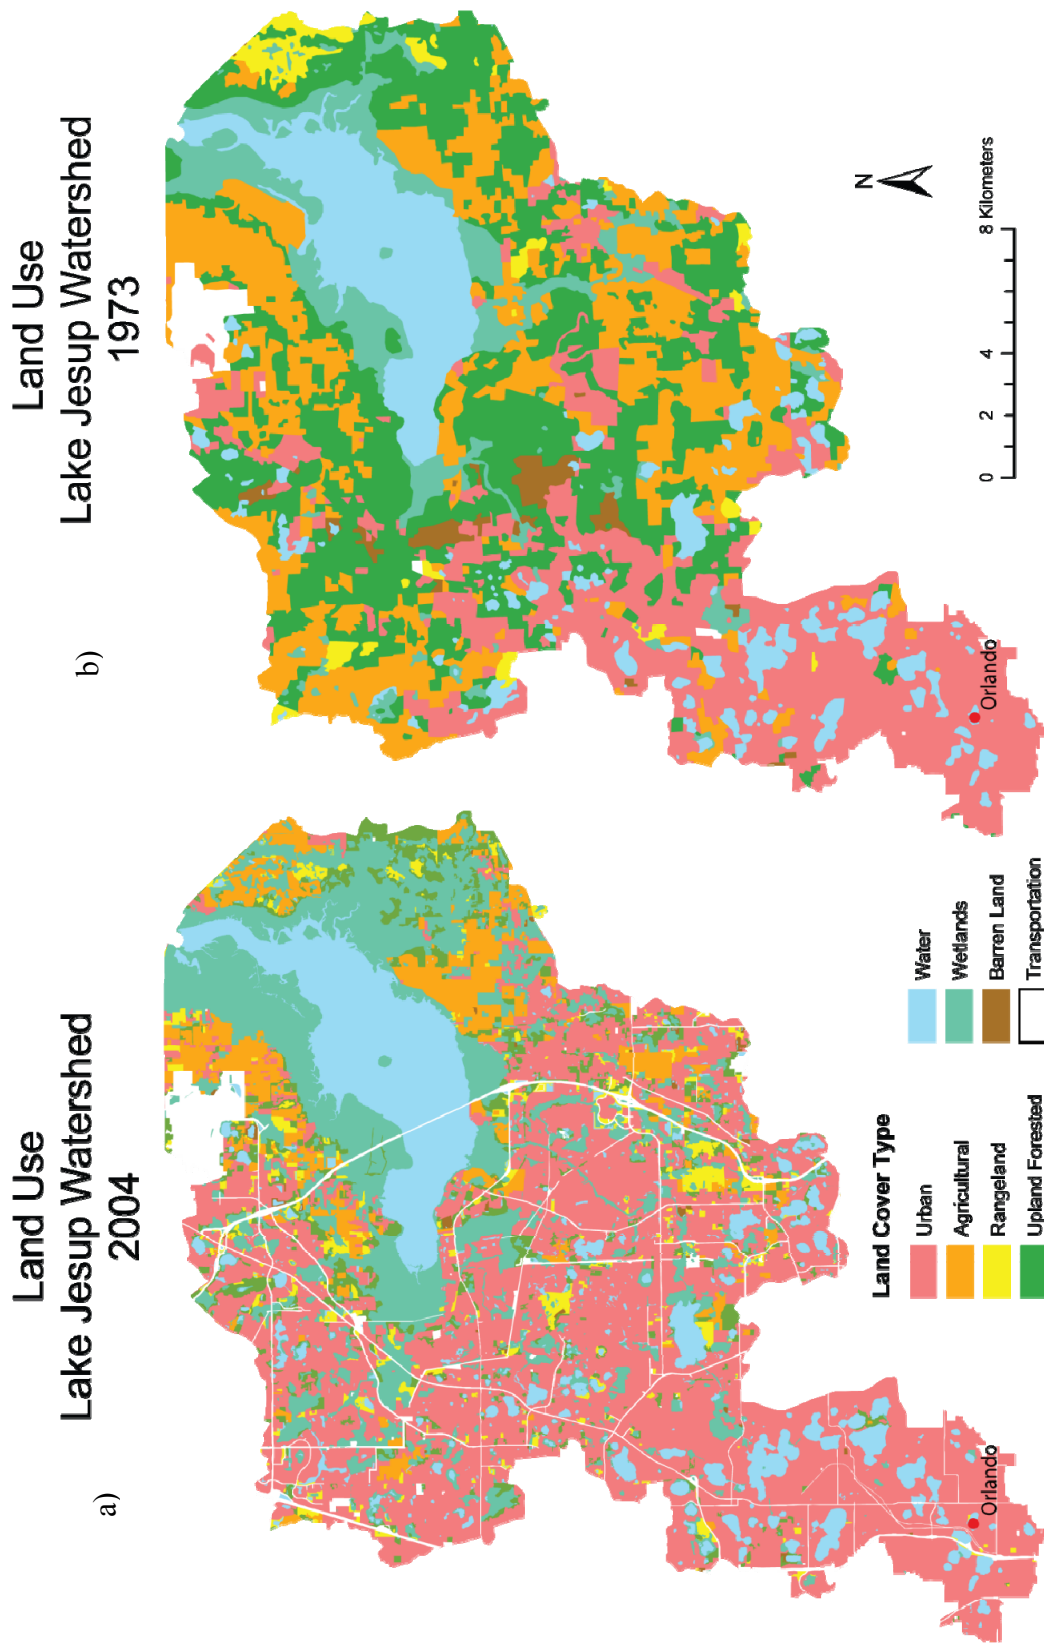 a)
Land Use
Lake Jesup Watershed
2004
Orlando
b)
Land Use
Lake Jesup Watershed
1973
Orlando
N
0 2 4 8 Kilometers
Land Cover Type
Urban
Agricultural
Rangeland
Upland Forested
Water
Wetlands
Barren Land
Transportation